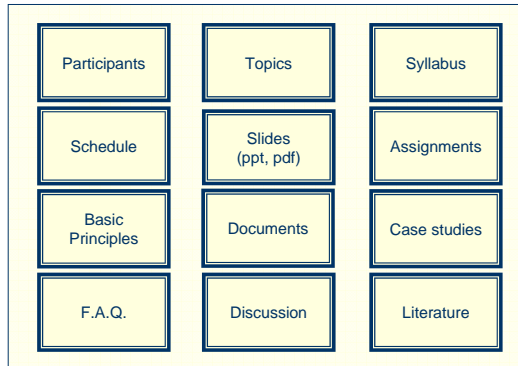 Participants
Topics
Syllabus
Schedule
Slides
(ppt, pdf)
Assignments
Basic
Principles
Documents
Case studies
F.A.Q.
Discussion
Literature